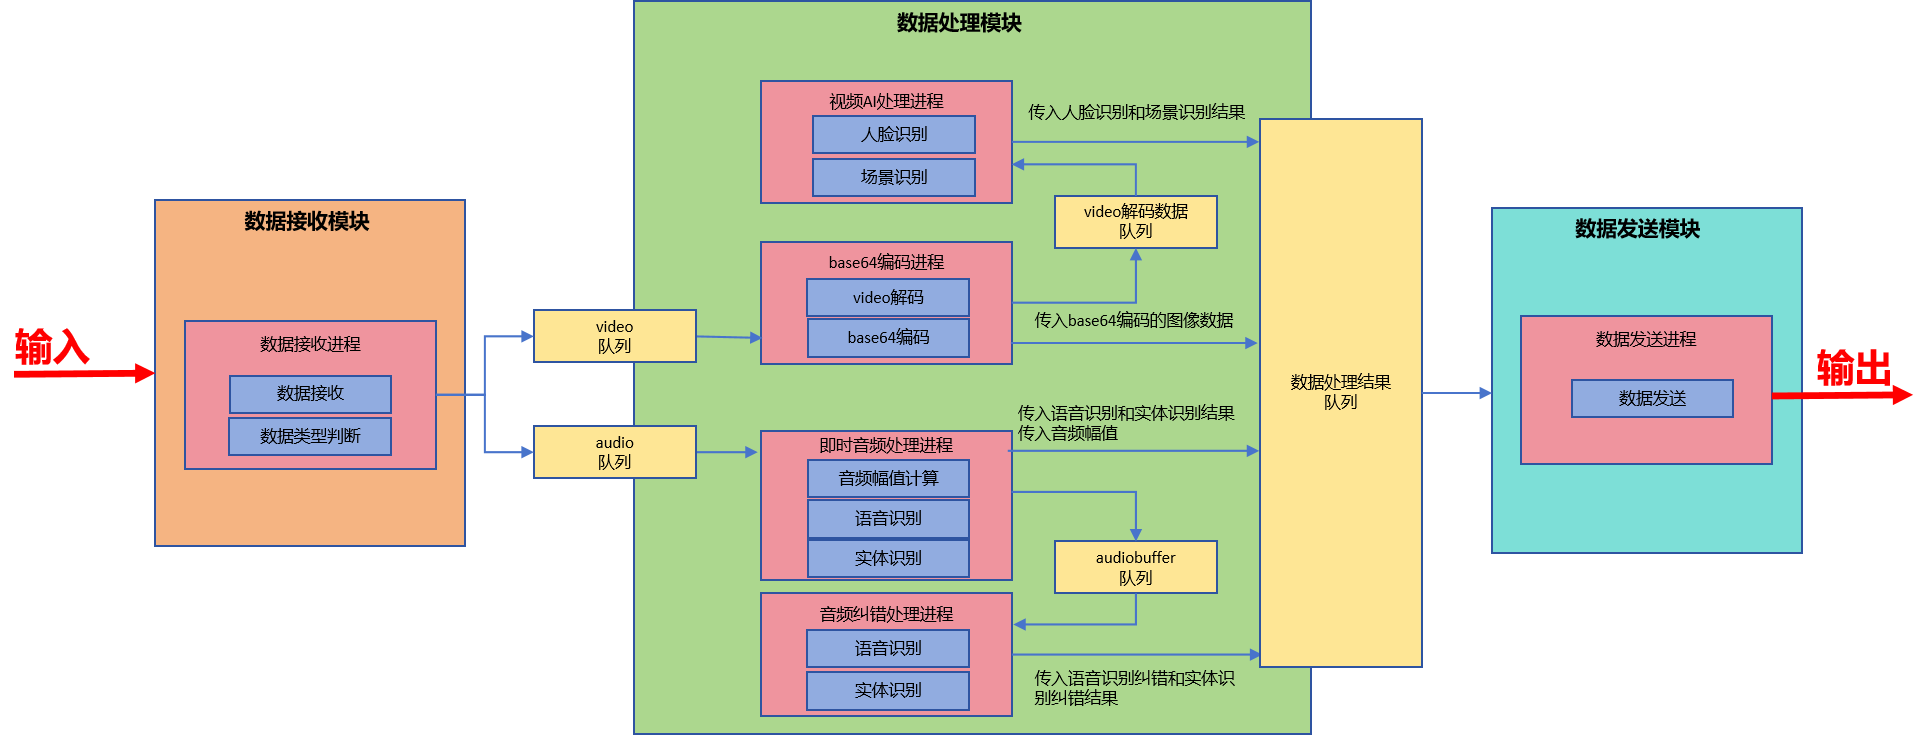 输入
数据接收模块
数据接收进程
数据接收
数据类型判断
video
队列
audio
队列
数据处理模块
视频AI处理进程
人脸识别
场景识别
传入人脸识别和场景识别结果
video解码数据
队列
base64编码进程
video解码
base64编码
传入base64编码的图像数据
即时音频处理进程
音频幅值计算
语音识别
实体识别
传入语音识别和实体识别结果
传入音频幅值
audiobuffer
队列
音频纠错处理进程
语音识别
实体识别
传入语音识别纠错和实体识
别纠错结果
数据处理结果
队列
数据发送模块
数据发送进程
数据发送
输出